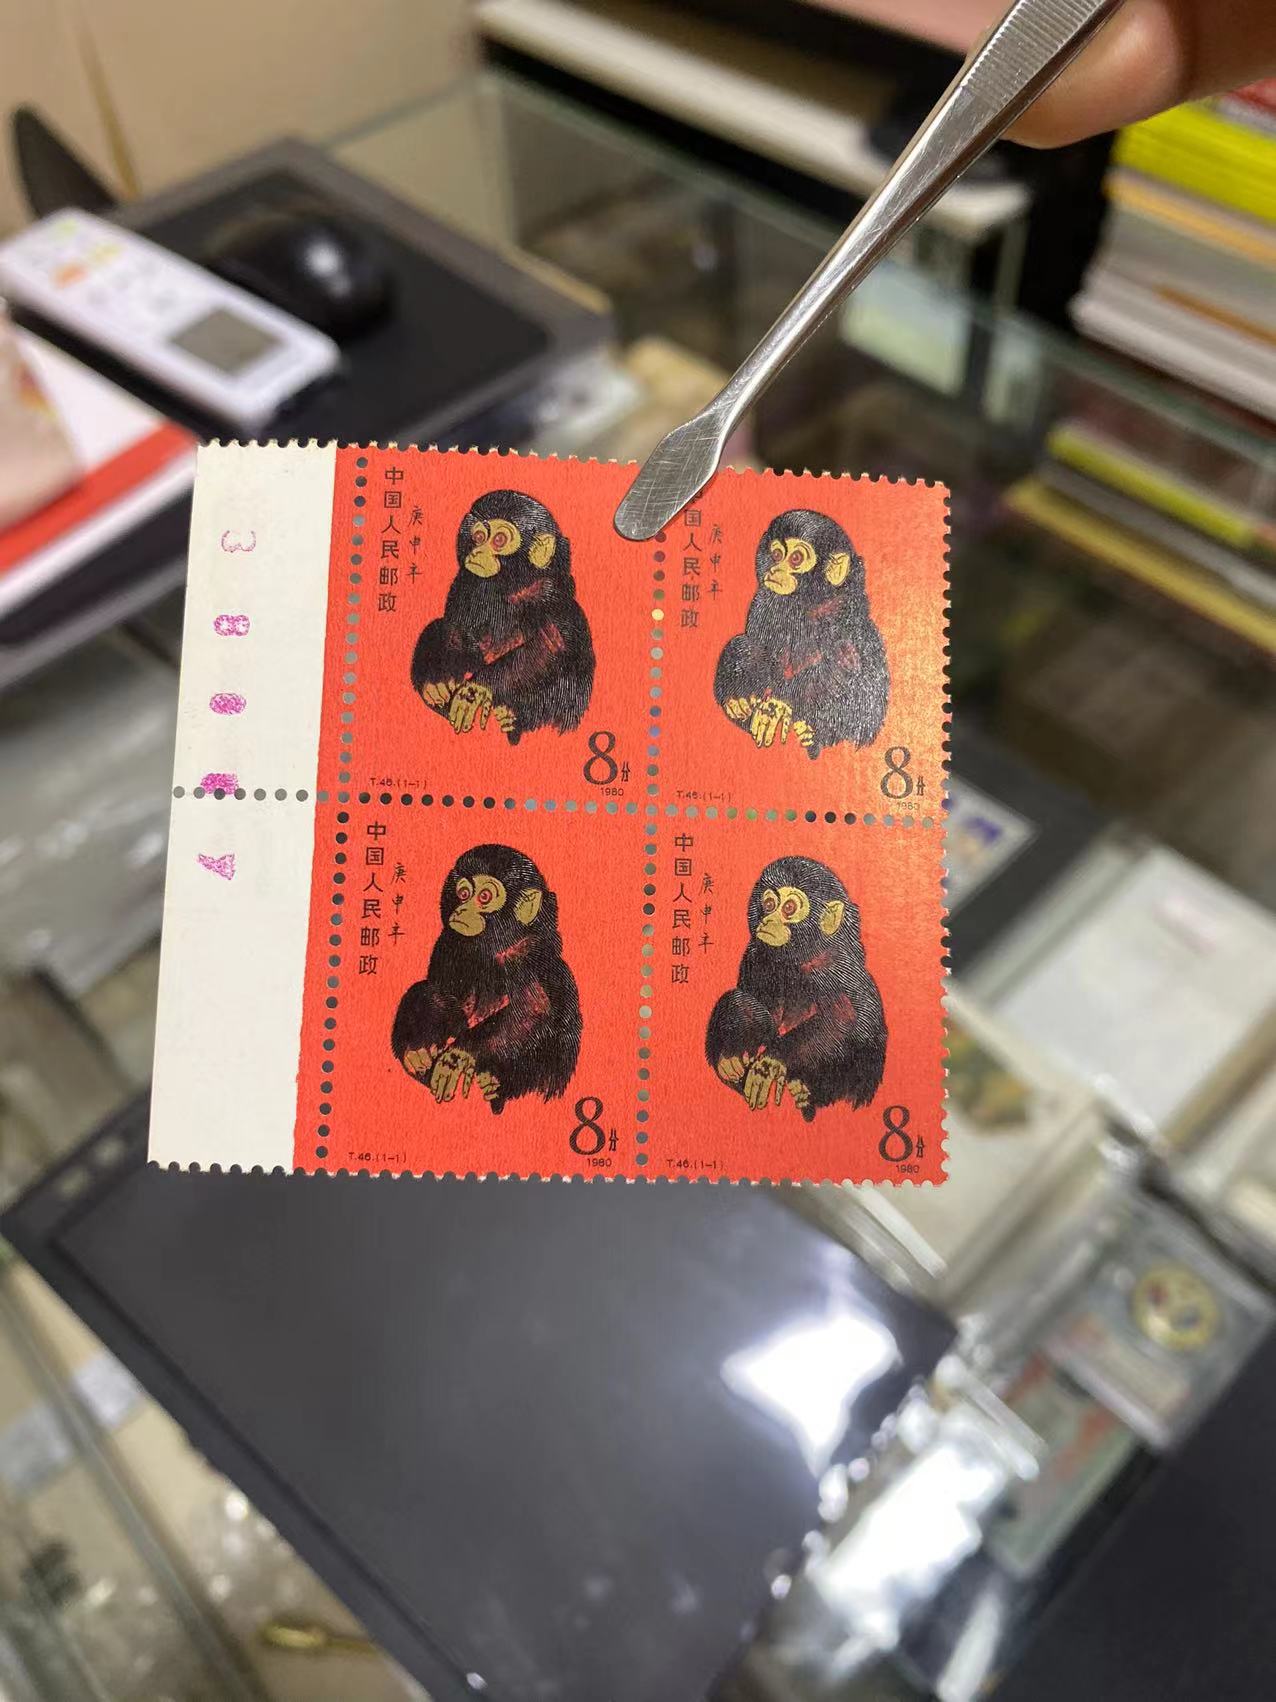 3
8
0
4
中国人民邮政
庚申年
8分
T.46.(1-1)
1980
中国人民邮政
庚申年
8分
T.46.(1-1)
1980
中国人民邮政
庚申年
8分
T.46.(1-1)
1980
中国人民邮政
庚申年
8分
T.46.(1-1)
1980